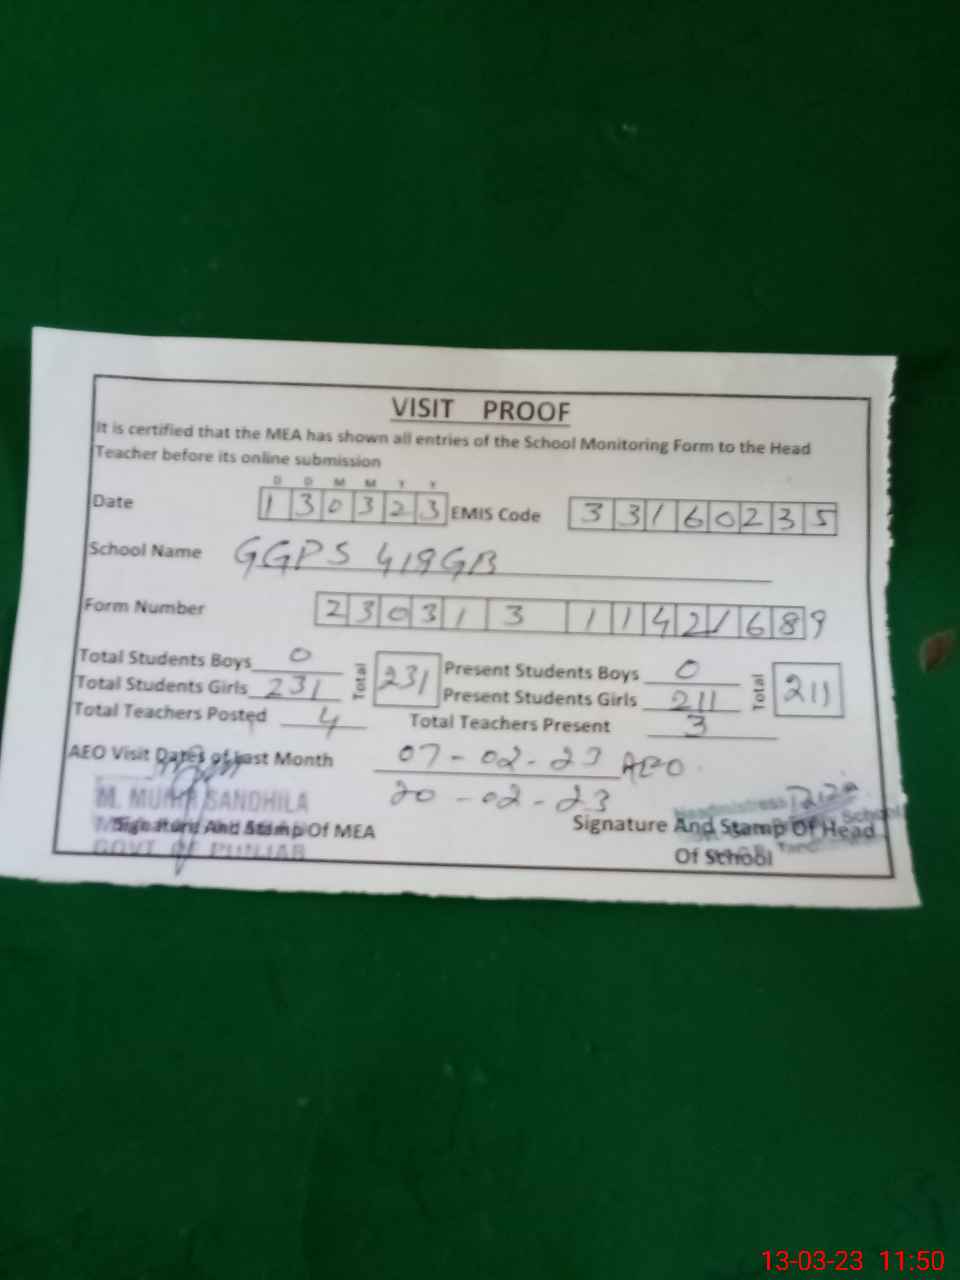 VISIT PROOF
It is certified that the MEA has shown all entries of the School Monitoring Form to the Head
Teacher before its online submission
D D M M Y Y
Date 1 3 0 3 2 3 EMIS Code 3 3 1 6 0 2 3 5
School Name GGPS 419GB
Form Number 2 3 0 3 1 3 1 1 4 2 1 6 8 9
Total Students Boys 0 Total 231 Present Students Boys 0 Total 211
Total Students Girls 231 Present Students Girls 211
Total Teachers Posted 4 Total Teachers Present 3
AEO Visit Dates of Last Month 07-02-23 AEO
20-02-23
M. MUNIR SANDHILA Headmistress
Signature And Stamp Of MEA Signature And Stamp Of Head School
GOVT. OF PUNJAB Of School
13-03-23 11:50